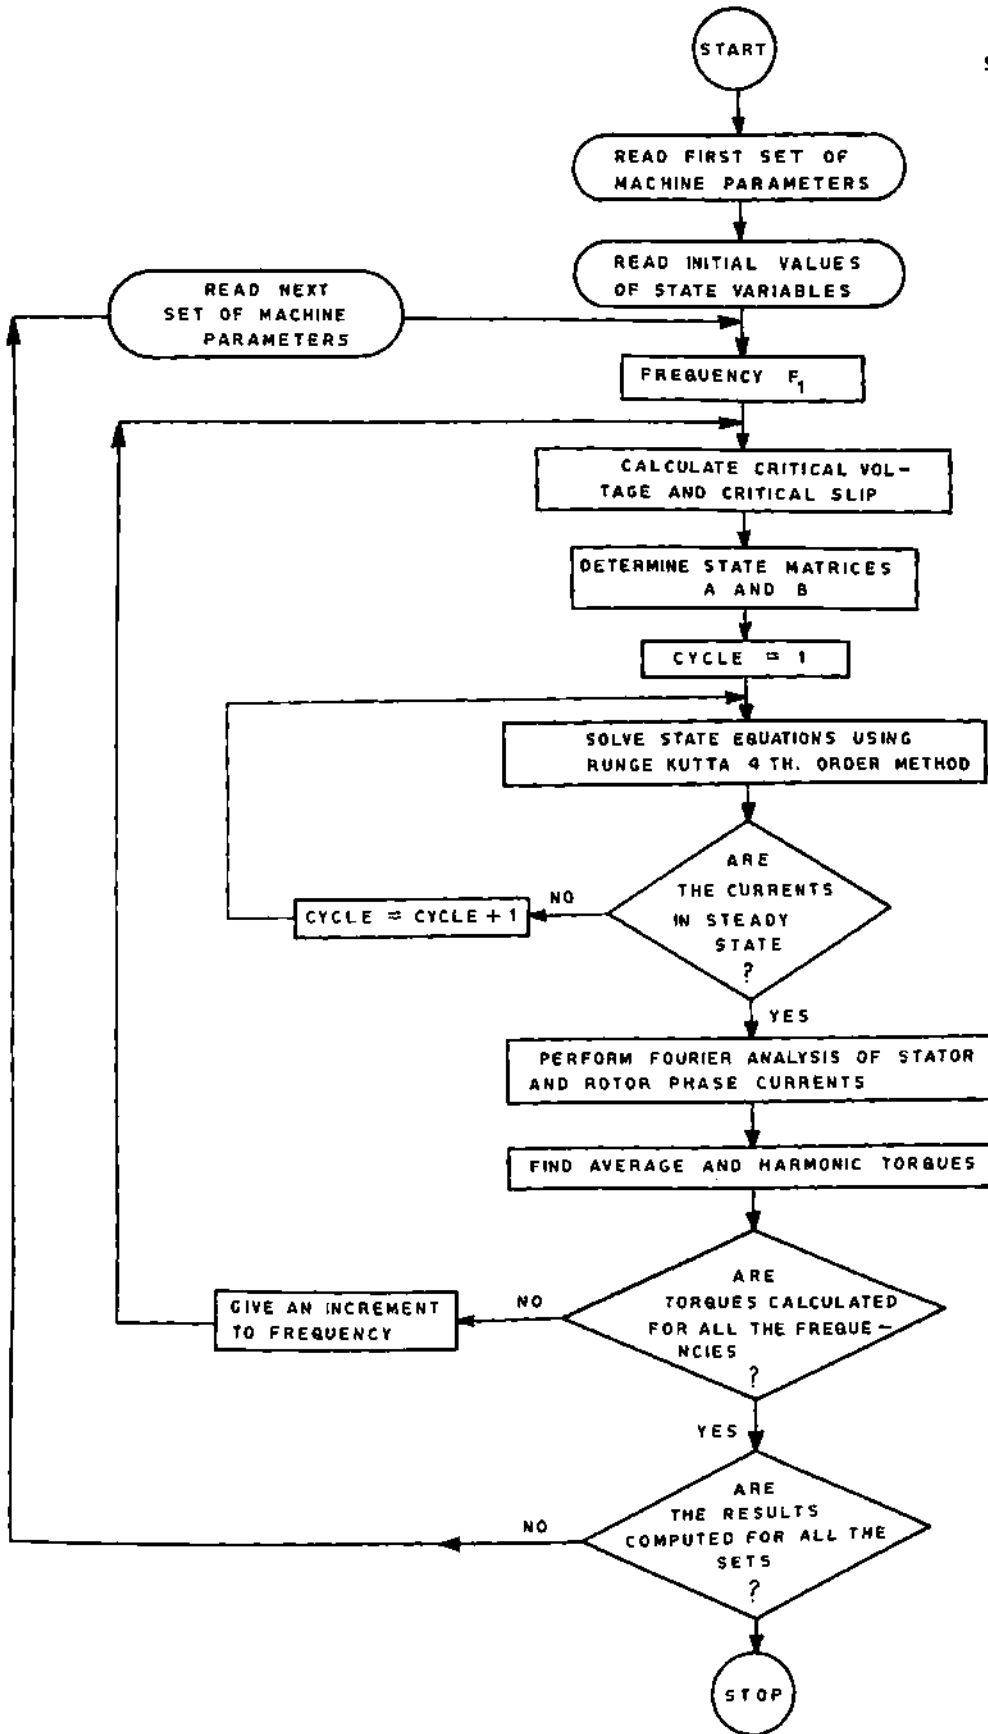 START
S
READ FIRST SET OF
MACHINE PARAMETERS
READ INITIAL VALUES
OF STATE VARIABLES
READ NEXT
SET OF MACHINE
PARAMETERS
FREQUENCY F1
CALCULATE CRITICAL VOL-
TAGE AND CRITICAL SLIP
DETERMINE STATE MATRICES
A AND B
CYCLE = 1
SOLVE STATE EQUATIONS USING
RUNGE KUTTA 4 TH. ORDER METHOD
ARE
THE CURRENTS
IN STEADY
STATE
?
NO
CYCLE = CYCLE + 1
YES
PERFORM FOURIER ANALYSIS OF STATOR
AND ROTOR PHASE CURRENTS
FIND AVERAGE AND HARMONIC TORQUES
ARE
TORQUES CALCULATED
FOR ALL THE FREQUE-
NCIES
?
NO
GIVE AN INCREMENT
TO FREQUENCY
YES
ARE
THE RESULTS
COMPUTED FOR ALL THE
SETS
?
NO
STOP